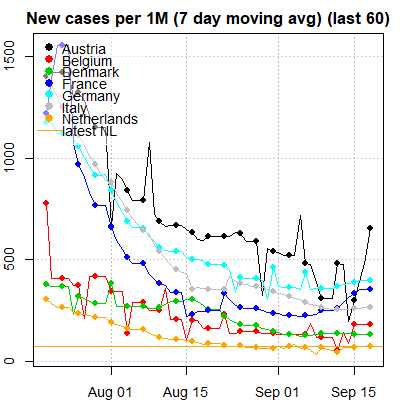 New cases per 1M (7 day moving avg) (last 60)
Austria
Belgium
Denmark
France
Germany
Italy
Netherlands
latest NL
1500
1000
500
0
Aug 01 Aug 15 Sep 01 Sep 15